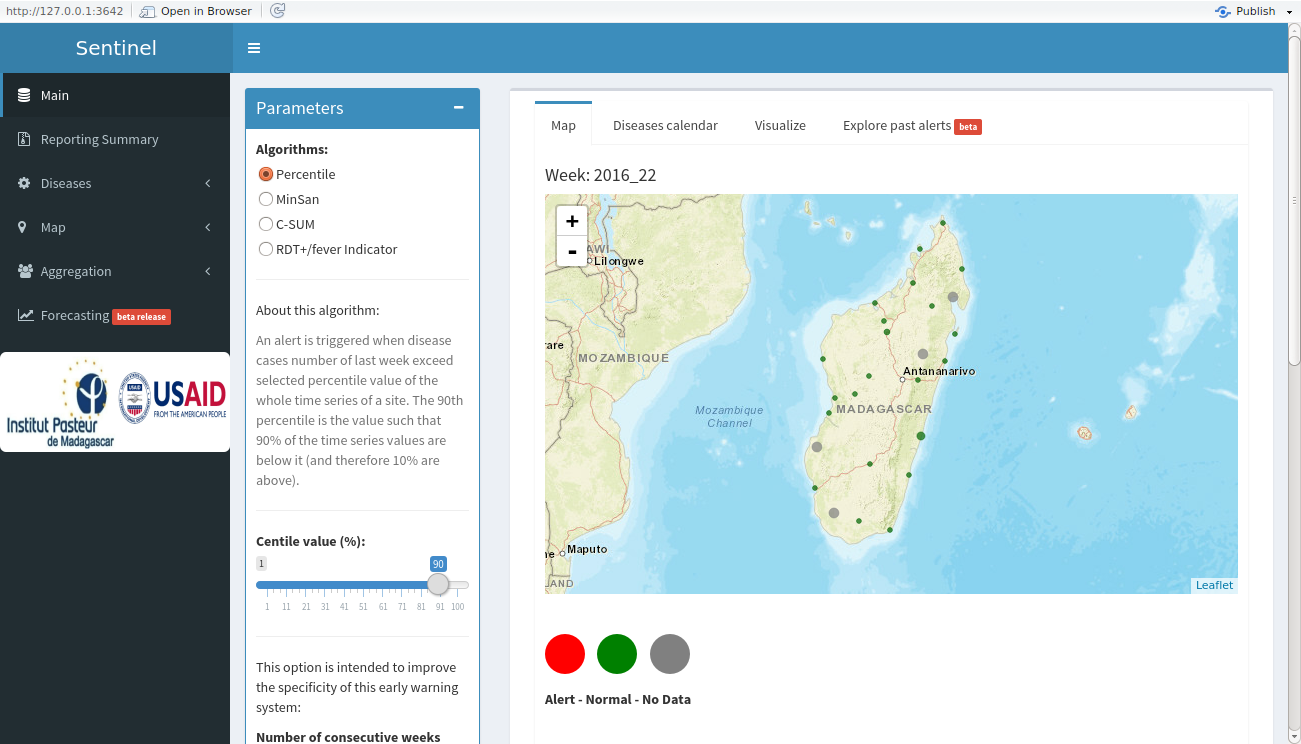 http://127.0.0.1:3642
Open in Browser
Publish
Sentinel
Main
Reporting Summary
Diseases
Map
Aggregation
Forecasting beta release
Institut Pasteur
de Madagascar
USAID
FROM THE AMERICAN PEOPLE
Parameters
Algorithms:
Percentile
MinSan
C-SUM
RDT+/fever Indicator
About this algorithm:
An alert is triggered when disease
cases number of last week exceed
selected percentile value of the
whole time series of a site. The 90th
percentile is the value such that
90% of the time series values are
below it (and therefore 10% are
above).
Centile value (%):
1
90
1 11 21 31 41 51 61 71 81 91 100
This option is intended to improve
the specificity of this early warning
system:
Number of consecutive weeks
Map
Diseases calendar
Visualize
Explore past alerts beta
Week: 2016_22
+
-
AWI
Lilongwe
are
MOZAMBIQUE
Antananarivo
MADAGASCAR
Mozambique
Channel
ne
Maputo
LAND
Leaflet
Alert - Normal - No Data